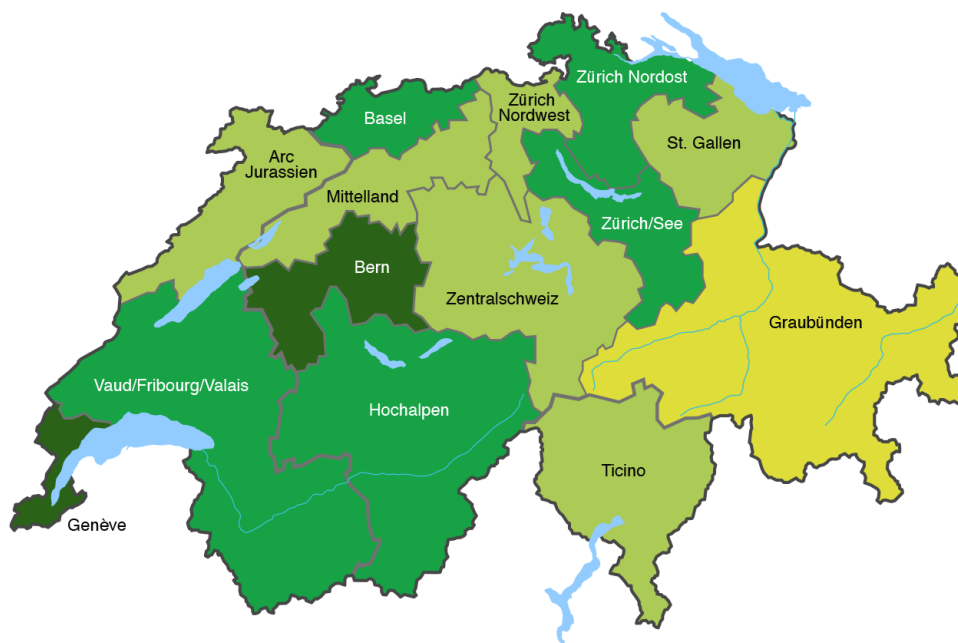 Zürich Nordost
Basel
Zürich
Nordwest
St. Gallen
Arc
Jurassien
Mittelland
Zürich/See
Bern
Zentralschweiz
Graubünden
Vaud/Fribourg/Valais
Hochalpen
Ticino
Genève